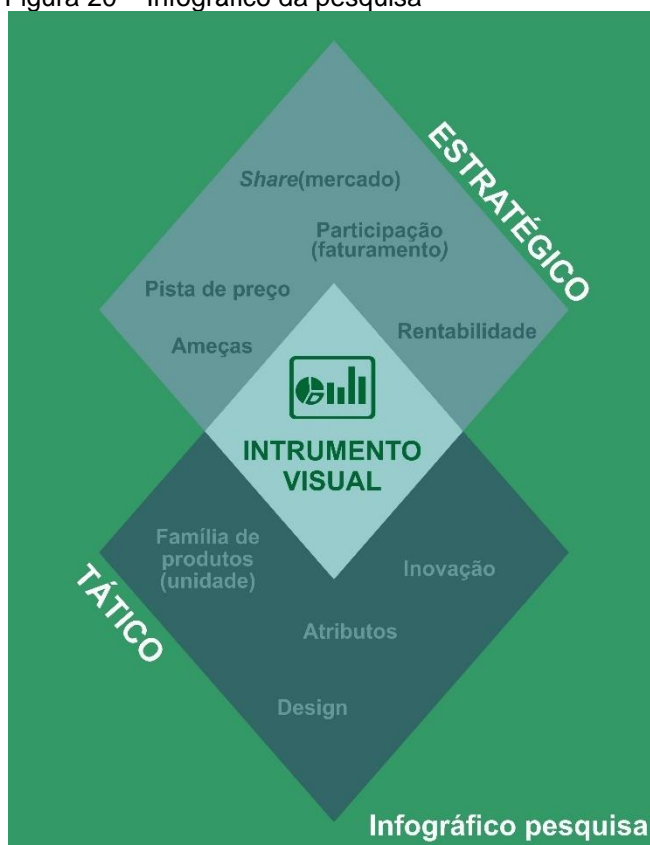 Figura 20 – Infográfico da pesquisa
ESTRATÉGICO
Share(mercado)
Participação
(faturamento)
Pista de preço
Rentabilidade
Ameças
INTRUMENTO
VISUAL
Família de
produtos
(unidade)
Inovação
TÁTICO
Atributos
Design
Infográfico pesquisa